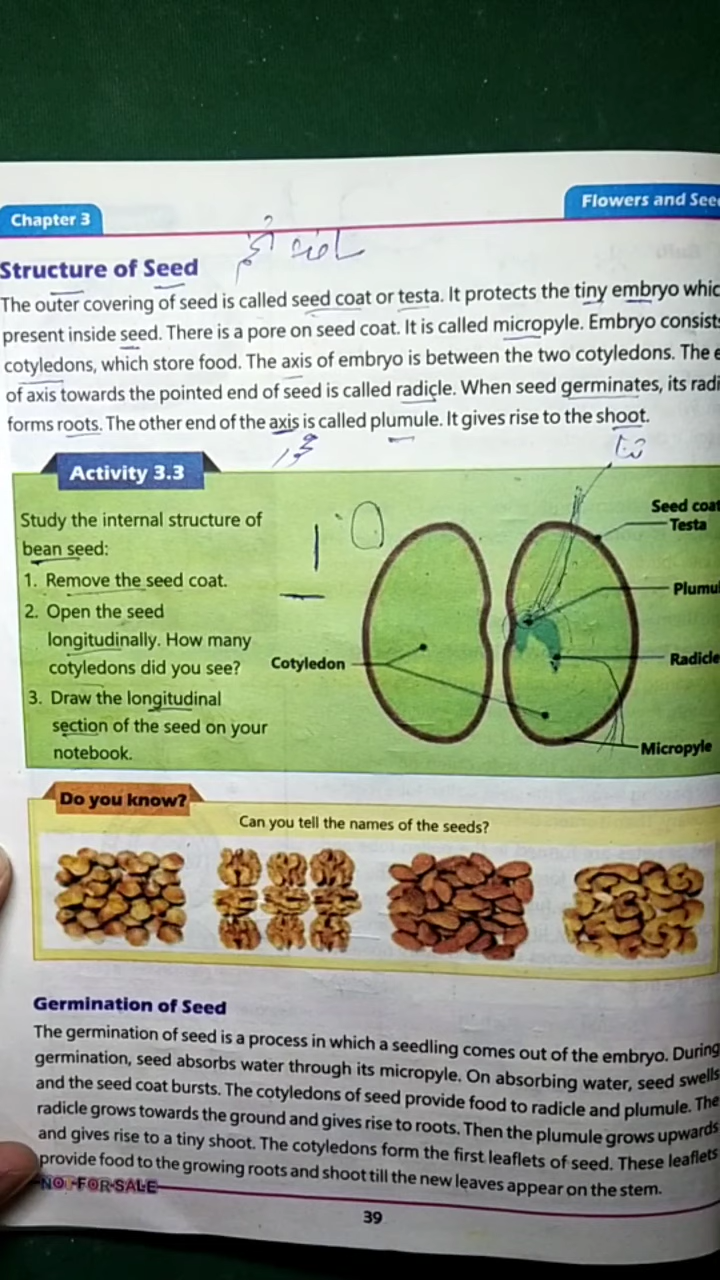 Chapter 3
Flowers and See
Structure of Seed
The outer covering of seed is called seed coat or testa. It protects the tiny embryo whic
present inside seed. There is a pore on seed coat. It is called micropyle. Embryo consists
cotyledons, which store food. The axis of embryo is between the two cotyledons. The e
of axis towards the pointed end of seed is called radicle. When seed germinates, its radi
forms roots. The other end of the axis is called plumule. It gives rise to the shoot.
محور
تنا
Activity 3.3
Study the internal structure of
bean seed:
1. Remove the seed coat.
2. Open the seed
longitudinally. How many
cotyledons did you see?
3. Draw the longitudinal
section of the seed on your
notebook.
Cotyledon
Seed coat
Testa
Plumul
Radicle
Micropyle
Do you know?
Can you tell the names of the seeds?
Germination of Seed
The germination of seed is a process in which a seedling comes out of the embryo. During
germination, seed absorbs water through its micropyle. On absorbing water, seed swells
and the seed coat bursts. The cotyledons of seed provide food to radicle and plumule. The
radicle grows towards the ground and gives rise to roots. Then the plumule grows upwards
and gives rise to a tiny shoot. The cotyledons form the first leaflets of seed. These leaflets
provide food to the growing roots and shoot till the new leaves appear on the stem.
NOT FOR SALE
39